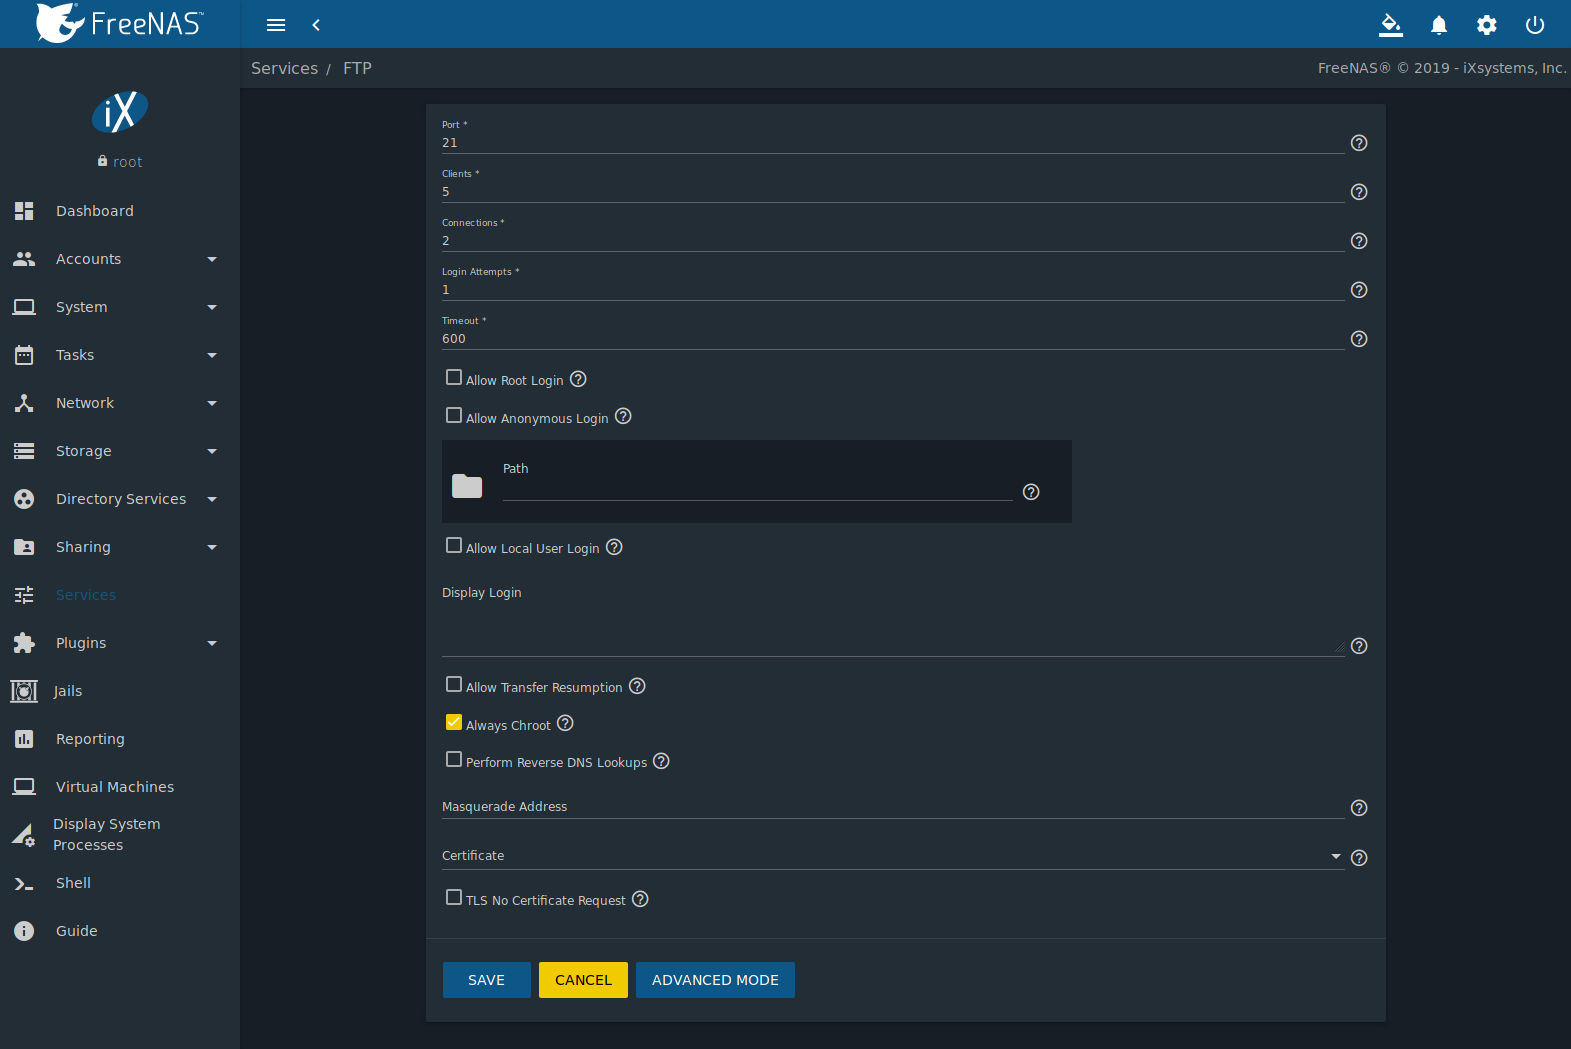 FreeNAS™
Services / FTP
FreeNAS® © 2019 - iXsystems, Inc.
iX
root
Dashboard
Accounts
System
Tasks
Network
Storage
Directory Services
Sharing
Services
Plugins
Jails
Reporting
Virtual Machines
Display System
Processes
Shell
Guide
Port *
21
Clients *
5
Connections *
2
Login Attempts *
1
Timeout *
600
Allow Root Login
Allow Anonymous Login
Path
Allow Local User Login
Display Login
Allow Transfer Resumption
Always Chroot
Perform Reverse DNS Lookups
Masquerade Address
Certificate
TLS No Certificate Request
SAVE CANCEL ADVANCED MODE